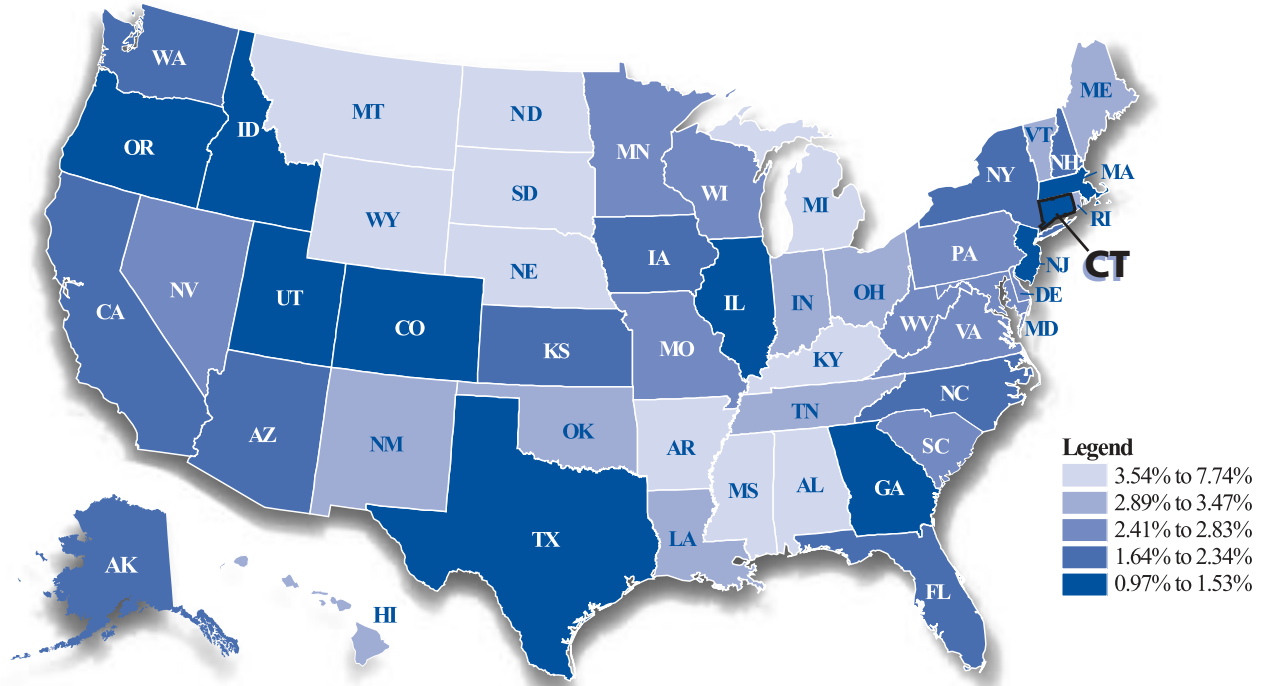 WA
MT
ND
MN
ME
VT
NH
OR
ID
SD
WI
NY
MA
WY
MI
RI
CT
NE
IA
PA
NJ
NV
UT
CO
IL
IN
OH
DE
CA
KS
MO
WV
VA
MD
KY
AZ
NM
OK
AR
TN
NC
SC
MS
AL
GA
TX
LA
FL
AK
HI
Legend
3.54% to 7.74%
2.89% to 3.47%
2.41% to 2.83%
1.64% to 2.34%
0.97% to 1.53%